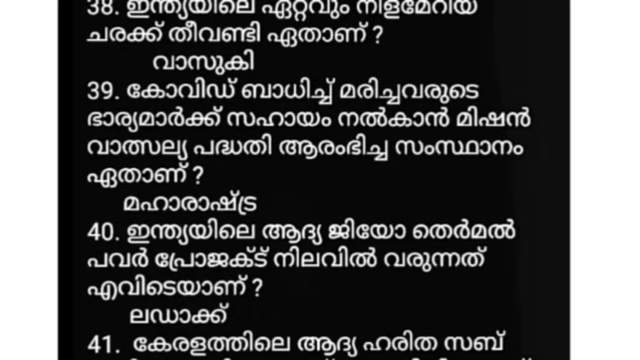 38. ഇന്ത്യയിലെ ഏറ്റവും നീളമേറിയ
ചരക്ക് തീവണ്ടി ഏതാണ് ?
വാസുകി
39. കോവിഡ് ബാധിച്ച് മരിച്ചവരുടെ
ഭാര്യമാർക്ക് സഹായം നൽകാൻ മിഷൻ
വാത്സല്യ പദ്ധതി ആരംഭിച്ച സംസ്ഥാനം
ഏതാണ് ?
മഹാരാഷ്ട്ര
40. ഇന്ത്യയിലെ ആദ്യ ജിയോ തെർമൽ
പവർ പ്രോജക്ട് നിലവിൽ വരുന്നത്
എവിടെയാണ് ?
ലഡാക്ക്
41. കേരളത്തിലെ ആദ്യ ഹരിത സബ്